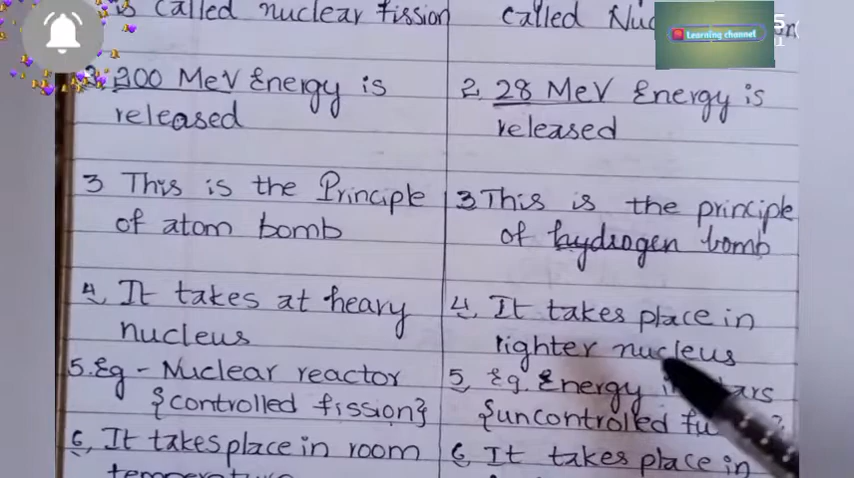 is called nuclear fission
2. 200 MeV Energy is
released
3 This is the Principle
of atom bomb
4, It takes at heavy
nucleus
5. Eg - Nuclear reactor
{controlled fission}
6, It takes place in room
temperature
called
Learning channel
2, 28 MeV Energy is
released
3 This is the principle
of hydrogen bomb
4, It takes place in
lighter nucleus
5, Eg. Energy
{uncontrolled
6, It takes place in